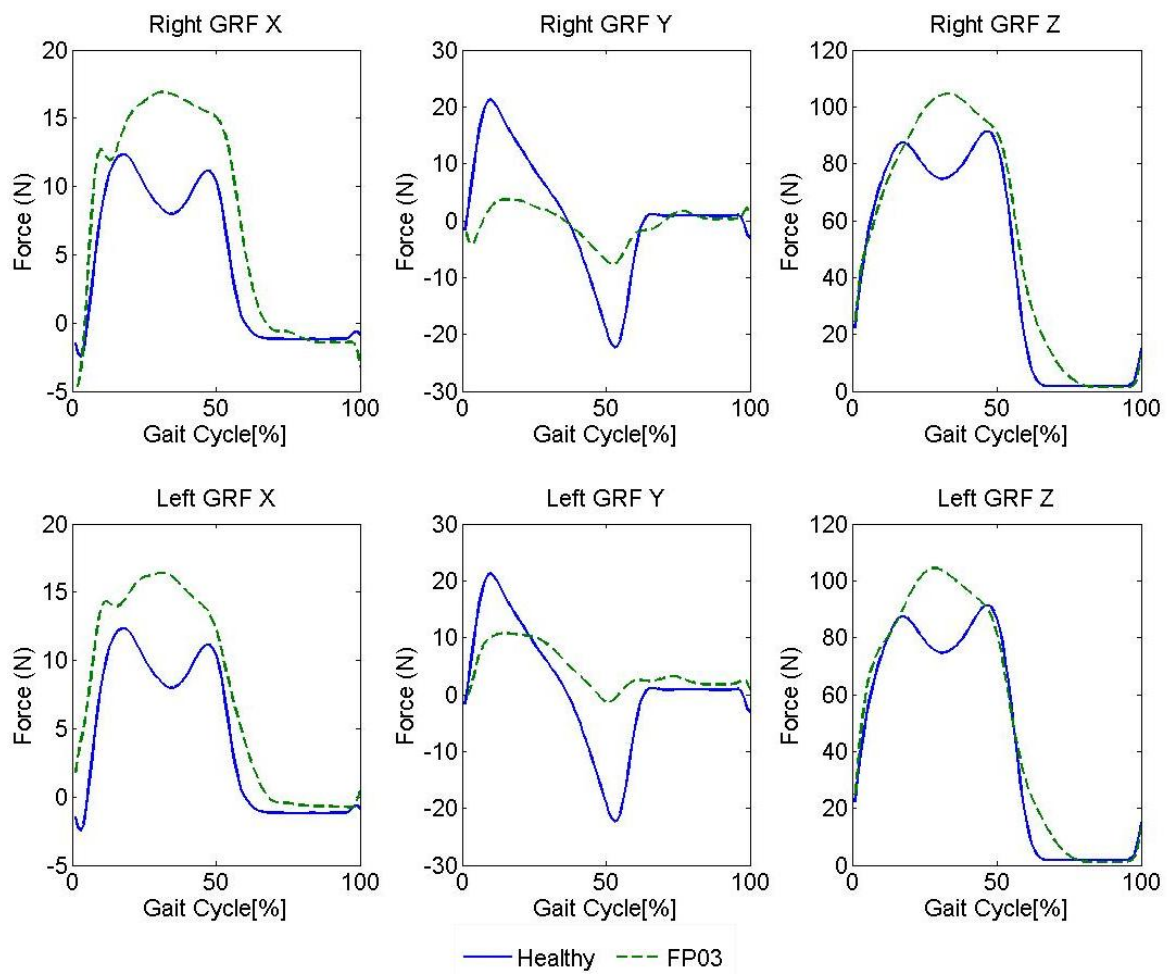 Right GRF X
Right GRF Y
Right GRF Z
Force (N)
20
15
10
5
0
-5
0
50
100
Gait Cycle[%]
Force (N)
30
20
10
0
-10
-20
-30
0
50
100
Gait Cycle[%]
Force (N)
120
100
80
60
40
20
0
0
50
100
Gait Cycle[%]
Left GRF X
Left GRF Y
Left GRF Z
Force (N)
20
15
10
5
0
-5
0
50
100
Gait Cycle[%]
Force (N)
30
20
10
0
-10
-20
-30
0
50
100
Gait Cycle[%]
Force (N)
120
100
80
60
40
20
0
0
50
100
Gait Cycle[%]
Healthy
FP03